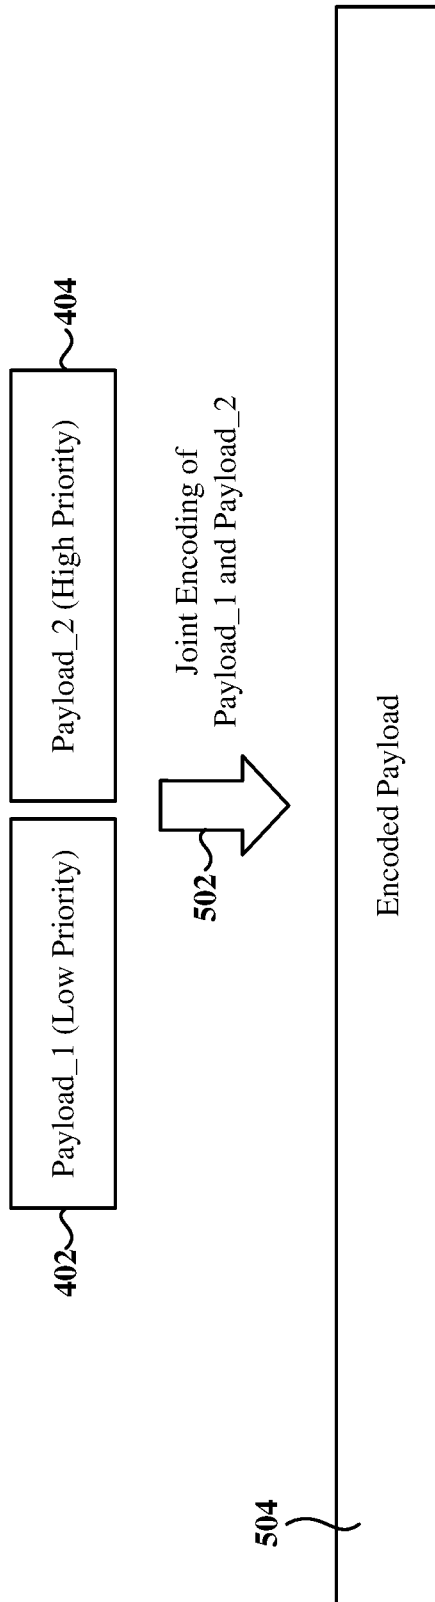 402
Payload_1 (Low Priority)
Payload_2 (High Priority)
404
502
Joint Encoding of
Payload_1 and Payload_2
504
Encoded Payload